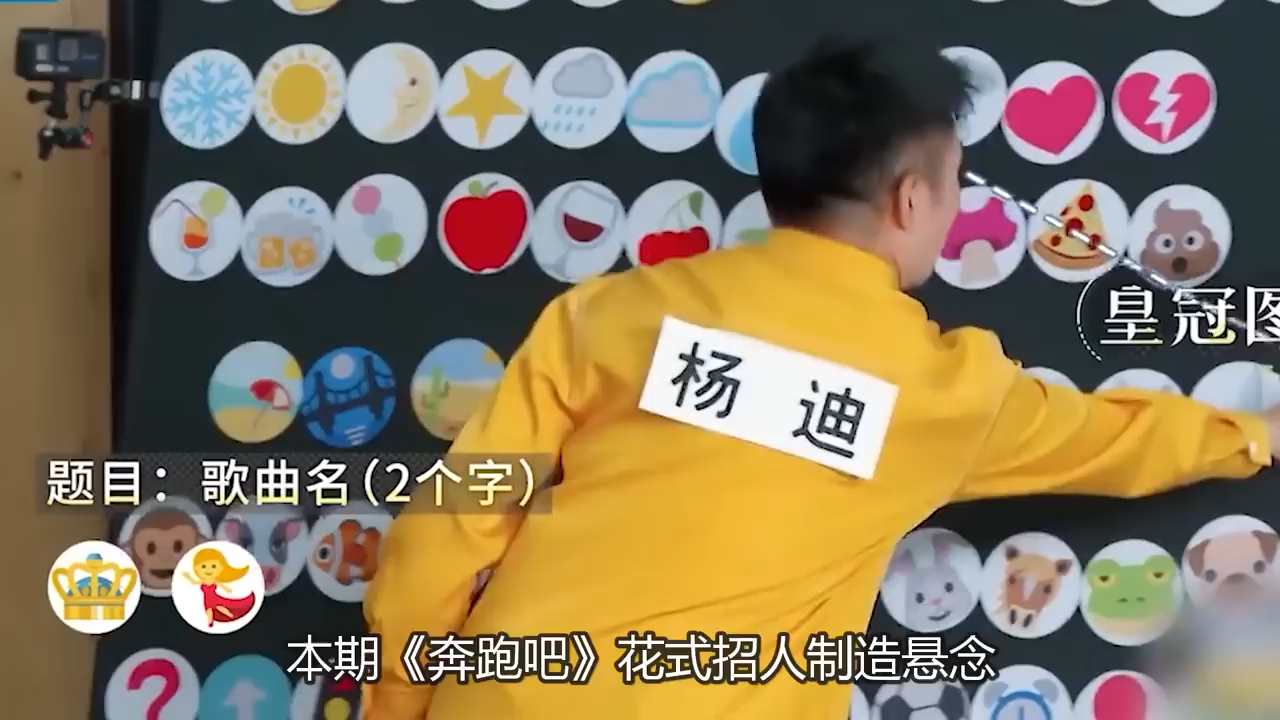 皇冠图
杨 迪
题目：歌曲名（2个字）
本期《奔跑吧》花式招人制造悬念